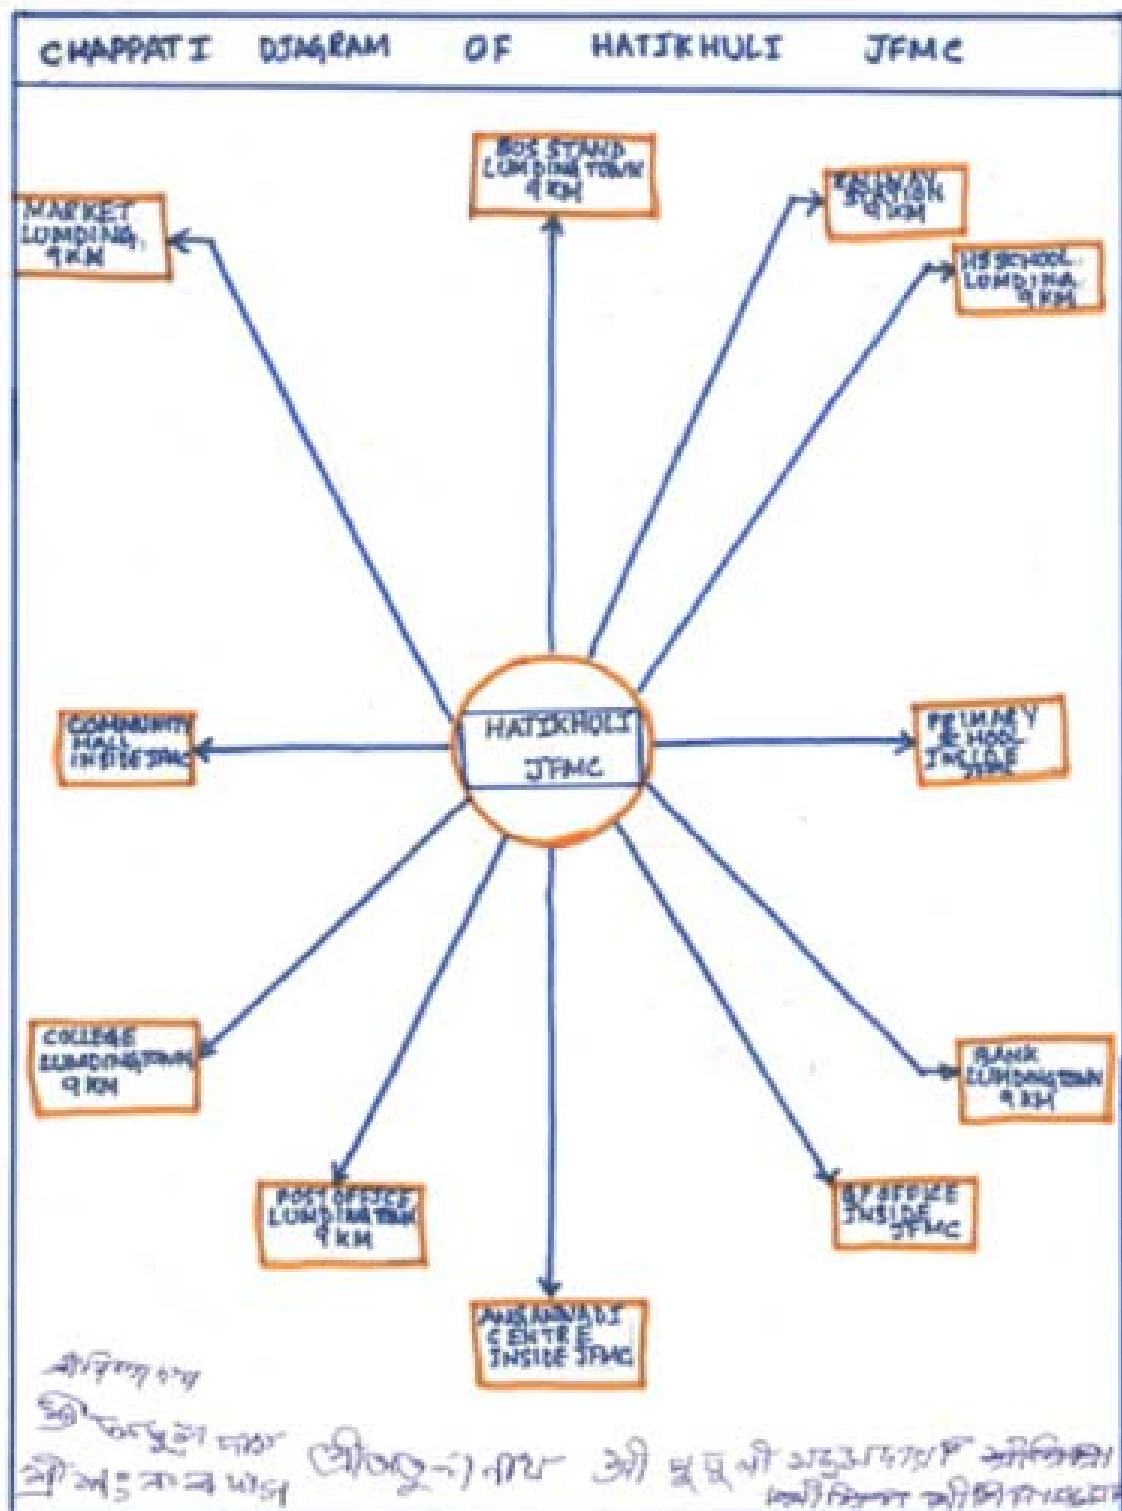 CHAPPATI DIAGRAM OF HATIKHULI JFMC
BUS STAND
LUMDING TOWN
9 KM
RAILWAY
STATION
9 KM
MARKET
LUMDING,
9 KM
HS SCHOOL
LUMDING
9 KM
HATIKHULI
JFMC
COMMUNITY
HALL
INSIDE JFMC
PRIMARY
SCHOOL
INSIDE
JFMC
COLLEGE
LUMDING TOWN
9 KM
BANK
LUMDING TOWN
9 KM
POST OFFICE
LUMDING TOWN
9 KM
GP OFFICE
INSIDE
JFMC
ANGANWADI
CENTRE
INSIDE JFMC